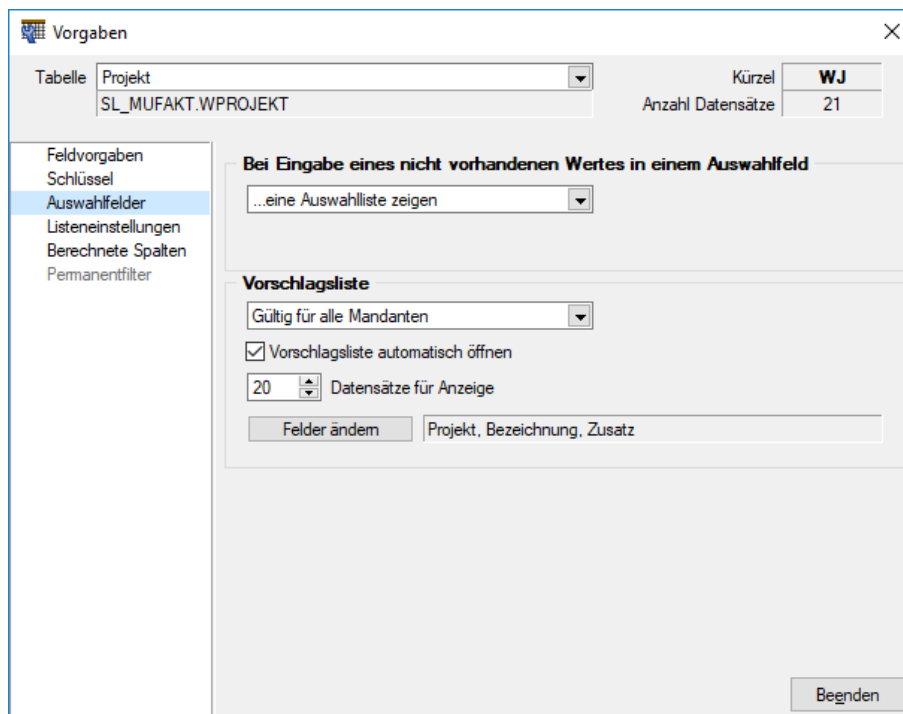 Vorgaben
Tabelle Projekt Kürzel WJ
SL_MUFAKT.WPROJEKT Anzahl Datensätze 21
Feldvorgaben
Schlüssel
Auswahlfelder
Listeneinstellungen
Berechnete Spalten
Permanentfilter
Bei Eingabe eines nicht vorhandenen Wertes in einem Auswahlfeld
...eine Auswahlliste zeigen
Vorschlagsliste
Gültig für alle Mandanten
Vorschlagsliste automatisch öffnen
20 Datensätze für Anzeige
Felder ändern Projekt, Bezeichnung, Zusatz
Beenden